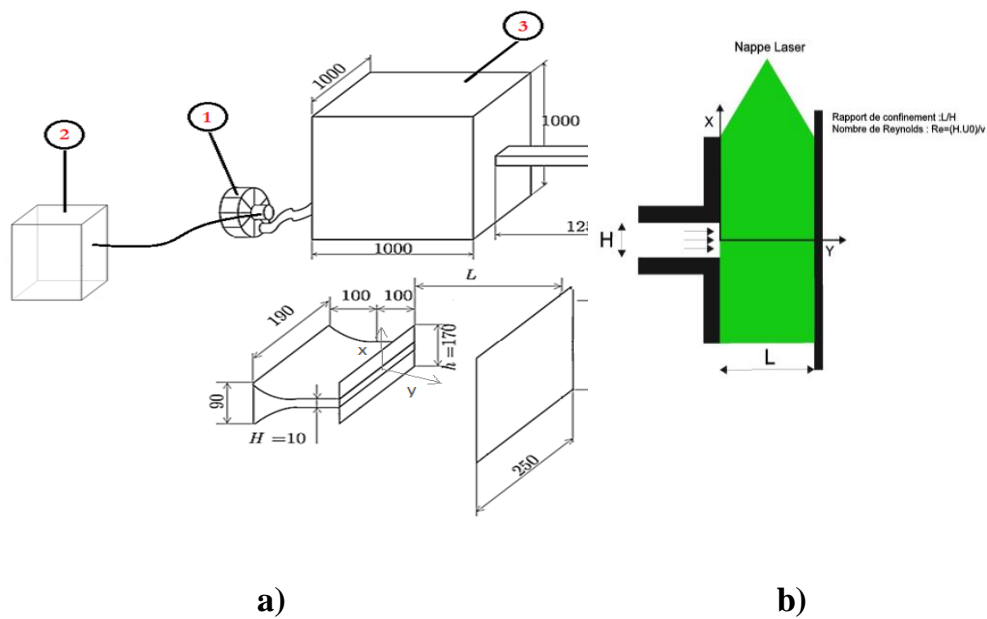 3
1000
1
2
1000
125
1000
L
100
100
190
x
h=170
y
90
H =10
250
Nappe Laser
X
Rapport de confinement :L/H
Nombre de Reynolds : Re=(H.U0)/v
H
Y
L
a)
b)